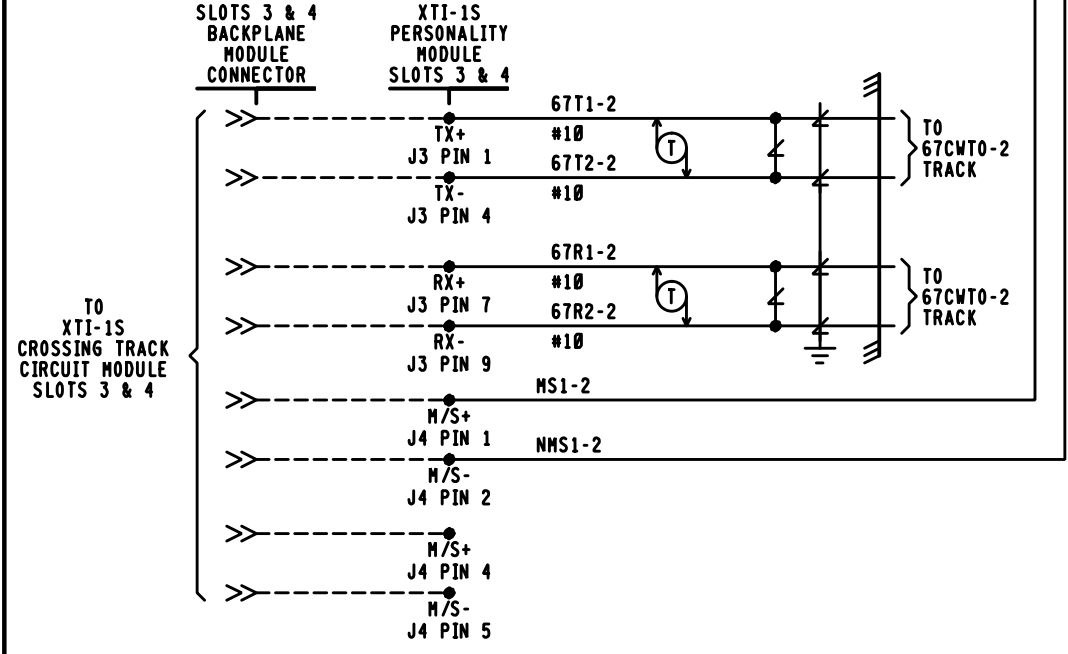 SLOTS 3 & 4
BACKPLANE
MODULE
CONNECTOR
XTI-1S
PERSONALITY
MODULE
SLOTS 3 & 4
67T1-2
#10
TX+
J3 PIN 1
T
67T2-2
#10
TX-
J3 PIN 4
TO
67CWTO-2
TRACK
67R1-2
#10
RX+
J3 PIN 7
T
67R2-2
#10
RX-
J3 PIN 9
TO
67CWTO-2
TRACK
TO
XTI-1S
CROSSING TRACK
CIRCUIT MODULE
SLOTS 3 & 4
MS1-2
M/S+
J4 PIN 1
NMS1-2
M/S-
J4 PIN 2
M/S+
J4 PIN 4
M/S-
J4 PIN 5